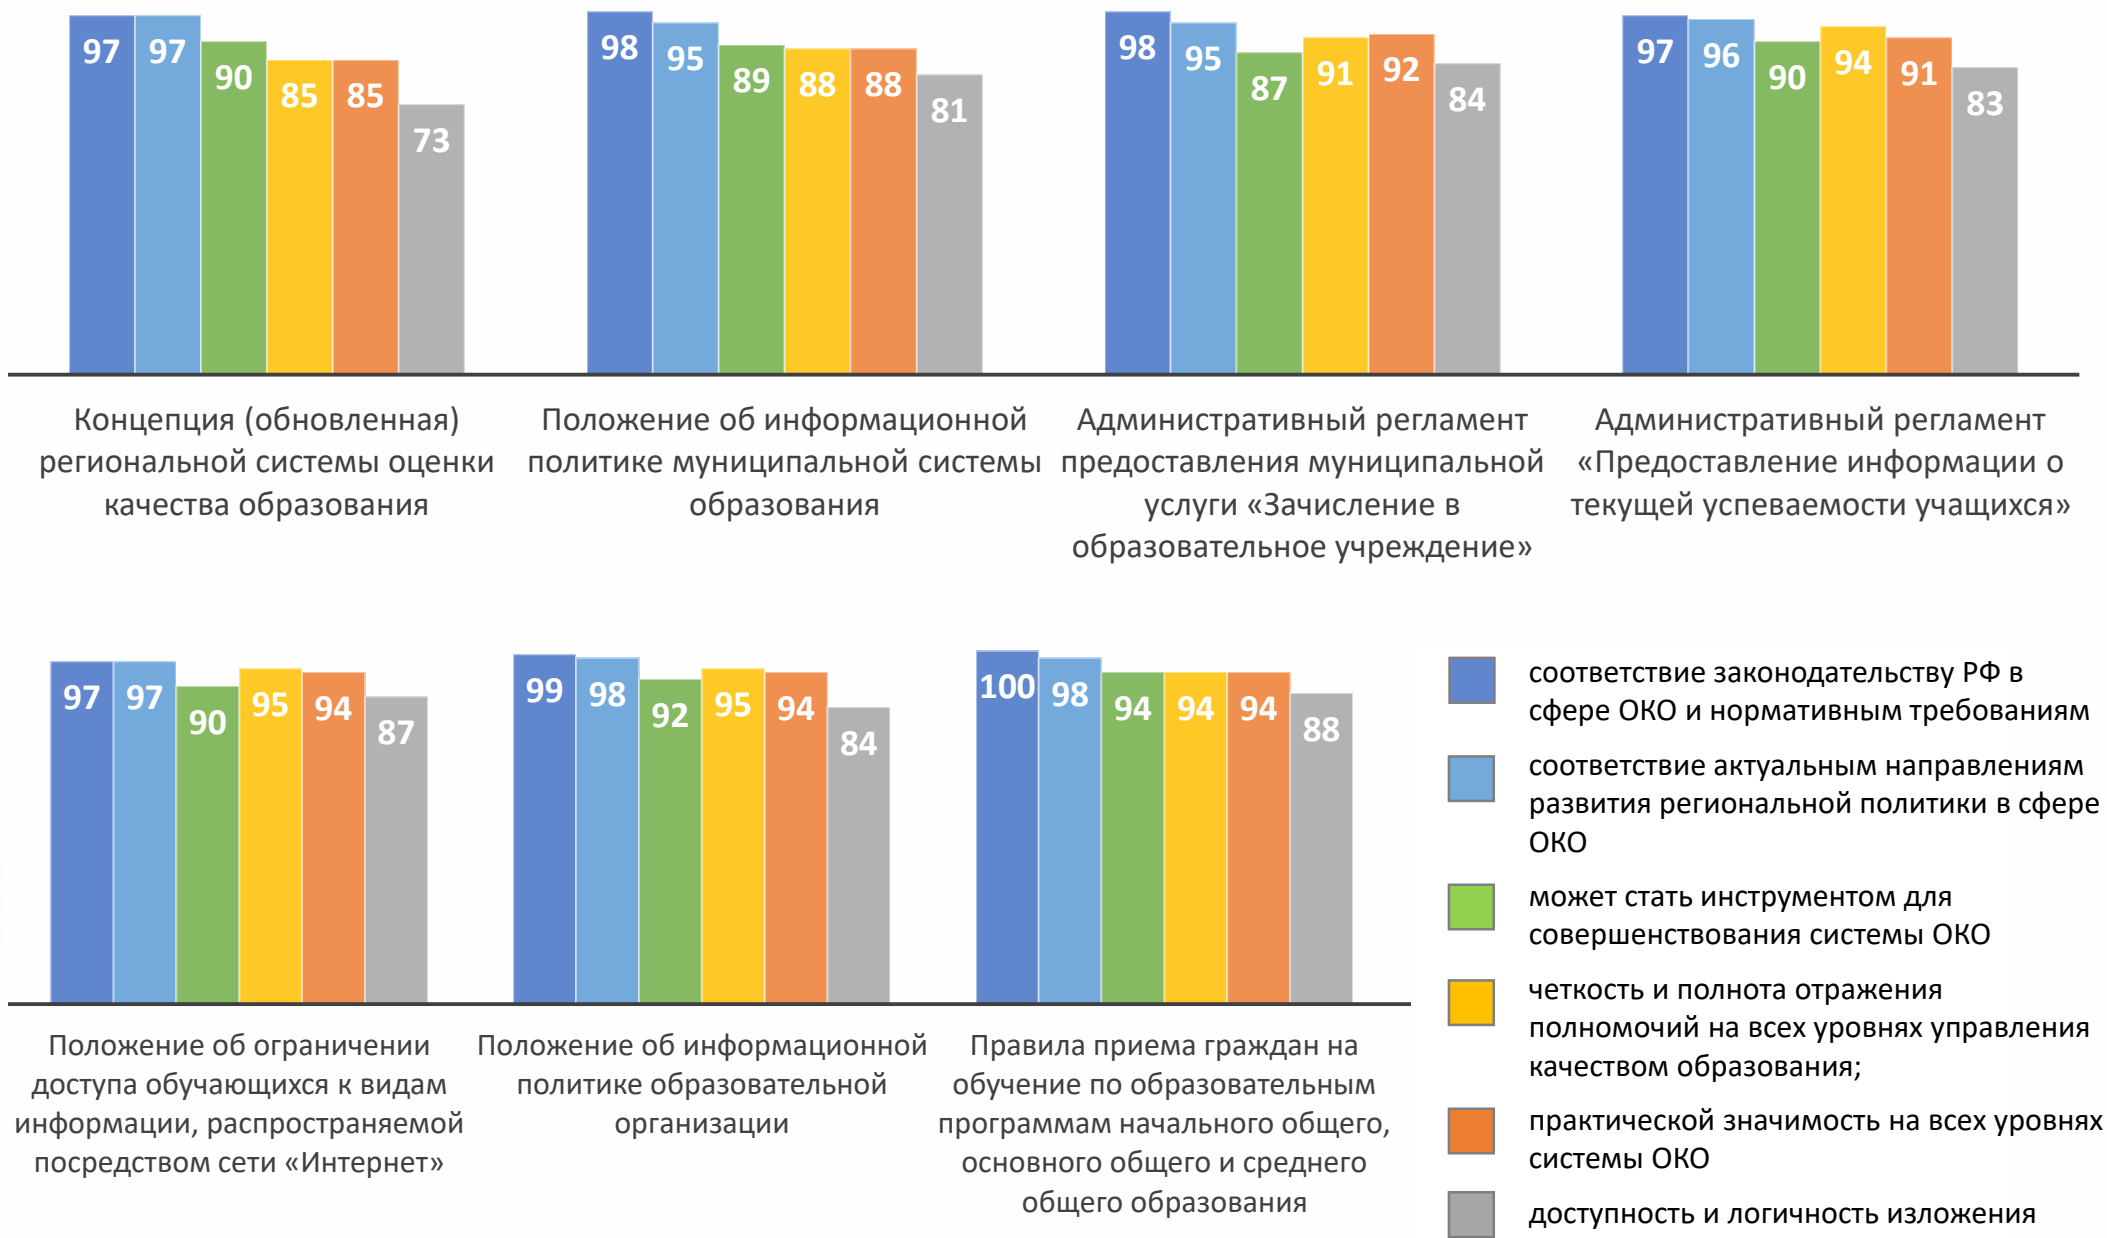 97 97 90 85 85 73
98 95 89 88 88 81
98 95 87 91 92 84
97 96 90 94 91 83
Концепция (обновленная)
региональной системы оценки
качества образования
Положение об информационной
политике муниципальной системы
образования
Административный регламент
предоставления муниципальной
услуги «Зачисление в
образовательное учреждение»
Административный регламент
«Предоставление информации о
текущей успеваемости учащихся»
97 97 90 95 94 87
99 98 92 95 94 84
100 98 94 94 94 88
Положение об ограничении
доступа обучающихся к видам
информации, распространяемой
посредством сети «Интернет»
Положение об информационной
политике образовательной
организации
Правила приема граждан на
обучение по образовательным
программам начального общего,
основного общего и среднего
общего образования
соответствие законодательству РФ в
сфере ОКО и нормативным требованиям
соответствие актуальным направлениям
развития региональной политики в сфере
ОКО
может стать инструментом для
совершенствования системы ОКО
четкость и полнота отражения
полномочий на всех уровнях управления
качеством образования;
практической значимость на всех уровнях
системы ОКО
доступность и логичность изложения